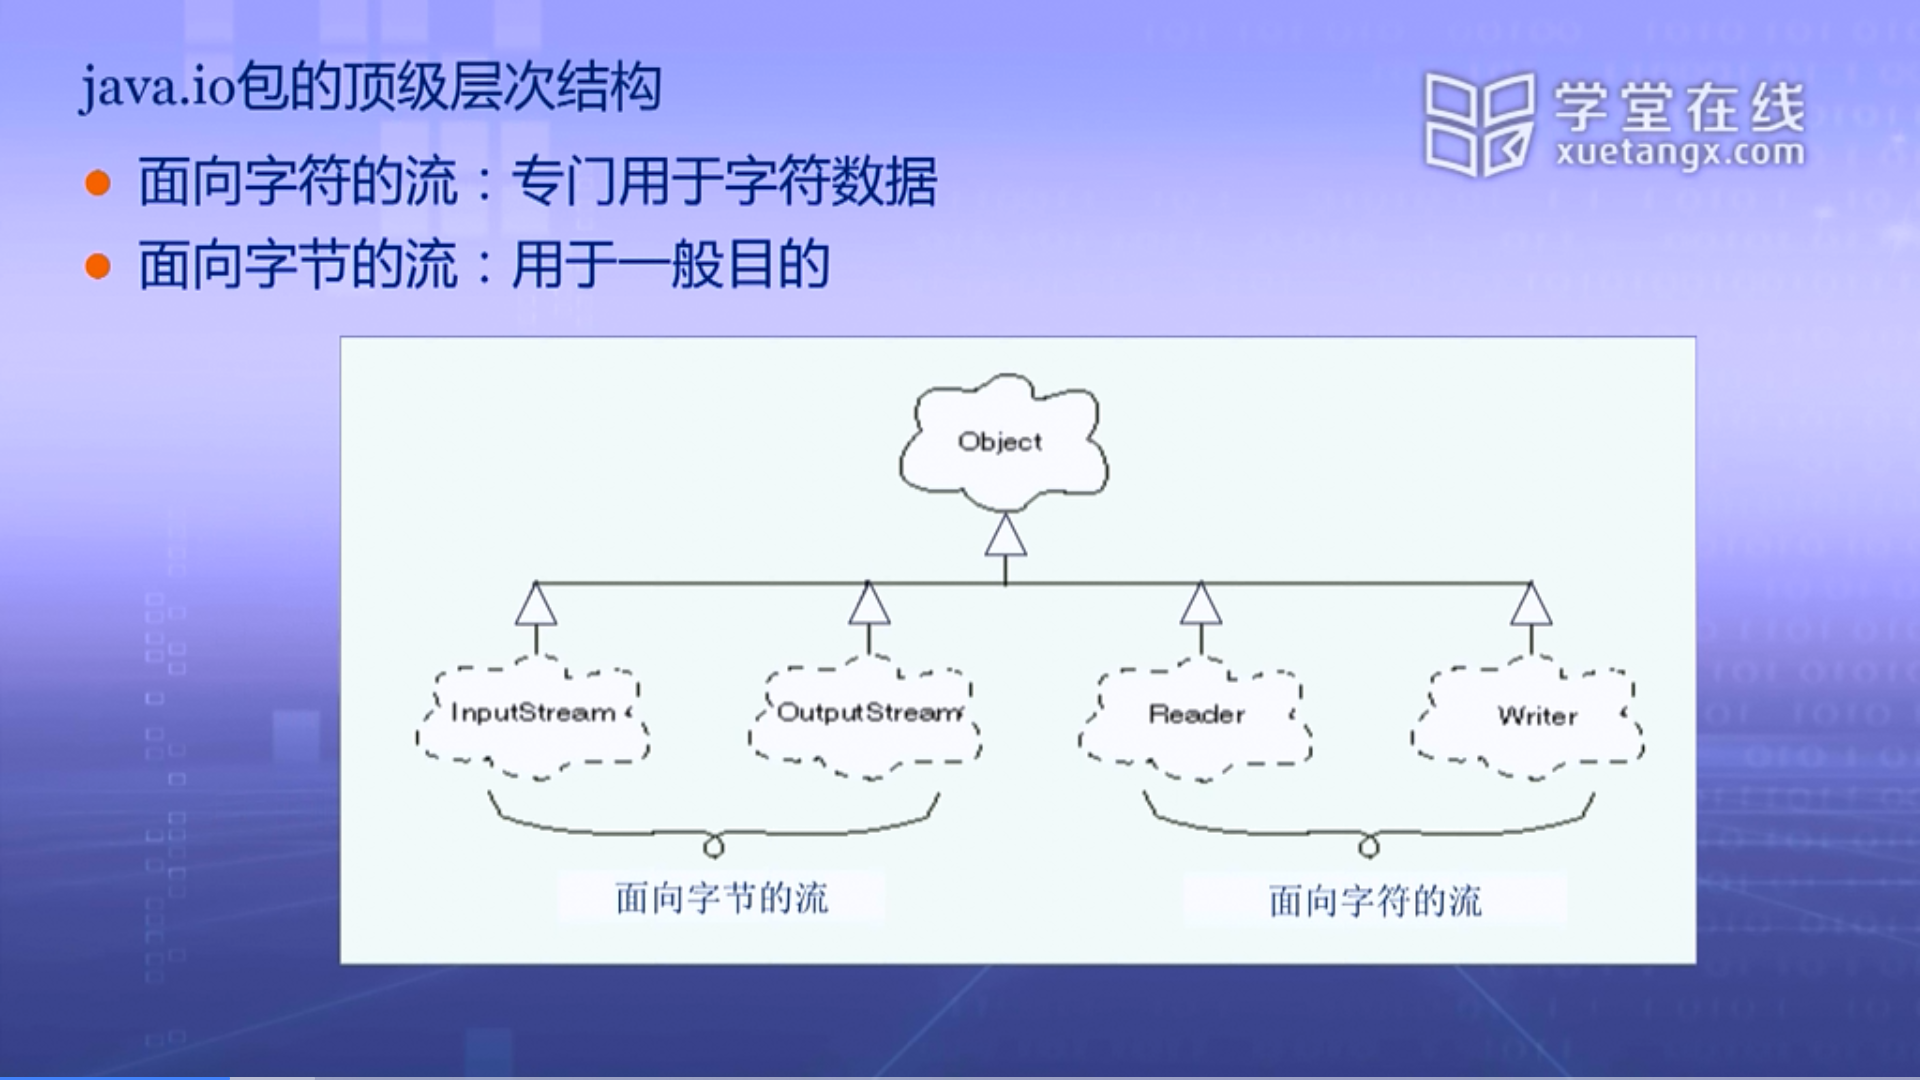 java.io包的顶级层次结构
学堂在线
xuetangx.com
面向字符的流：专门用于字符数据
面向字节的流：用于一般目的
Object
InputStream
OutputStream
Reader
Writer
面向字节的流
面向字符的流